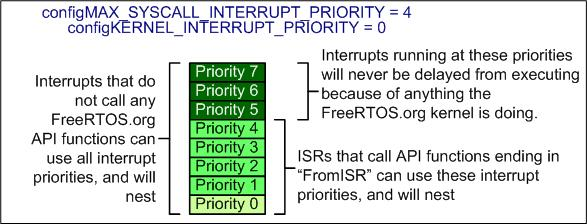 configMAX_SYSCALL_INTERRUPT_PRIORITY = 4
configKERNEL_INTERRUPT_PRIORITY = 0
Interrupts that do
not call any
FreeRTOS.org
API functions can
use all interrupt
priorities, and will
nest
Priority 7
Priority 6
Priority 5
Priority 4
Priority 3
Priority 2
Priority 1
Priority 0
Interrupts running at these priorities
will never be delayed from executing
because of anything the
FreeRTOS.org kernel is doing.
ISRs that call API functions ending in
“FromISR” can use these interrupt
priorities, and will nest